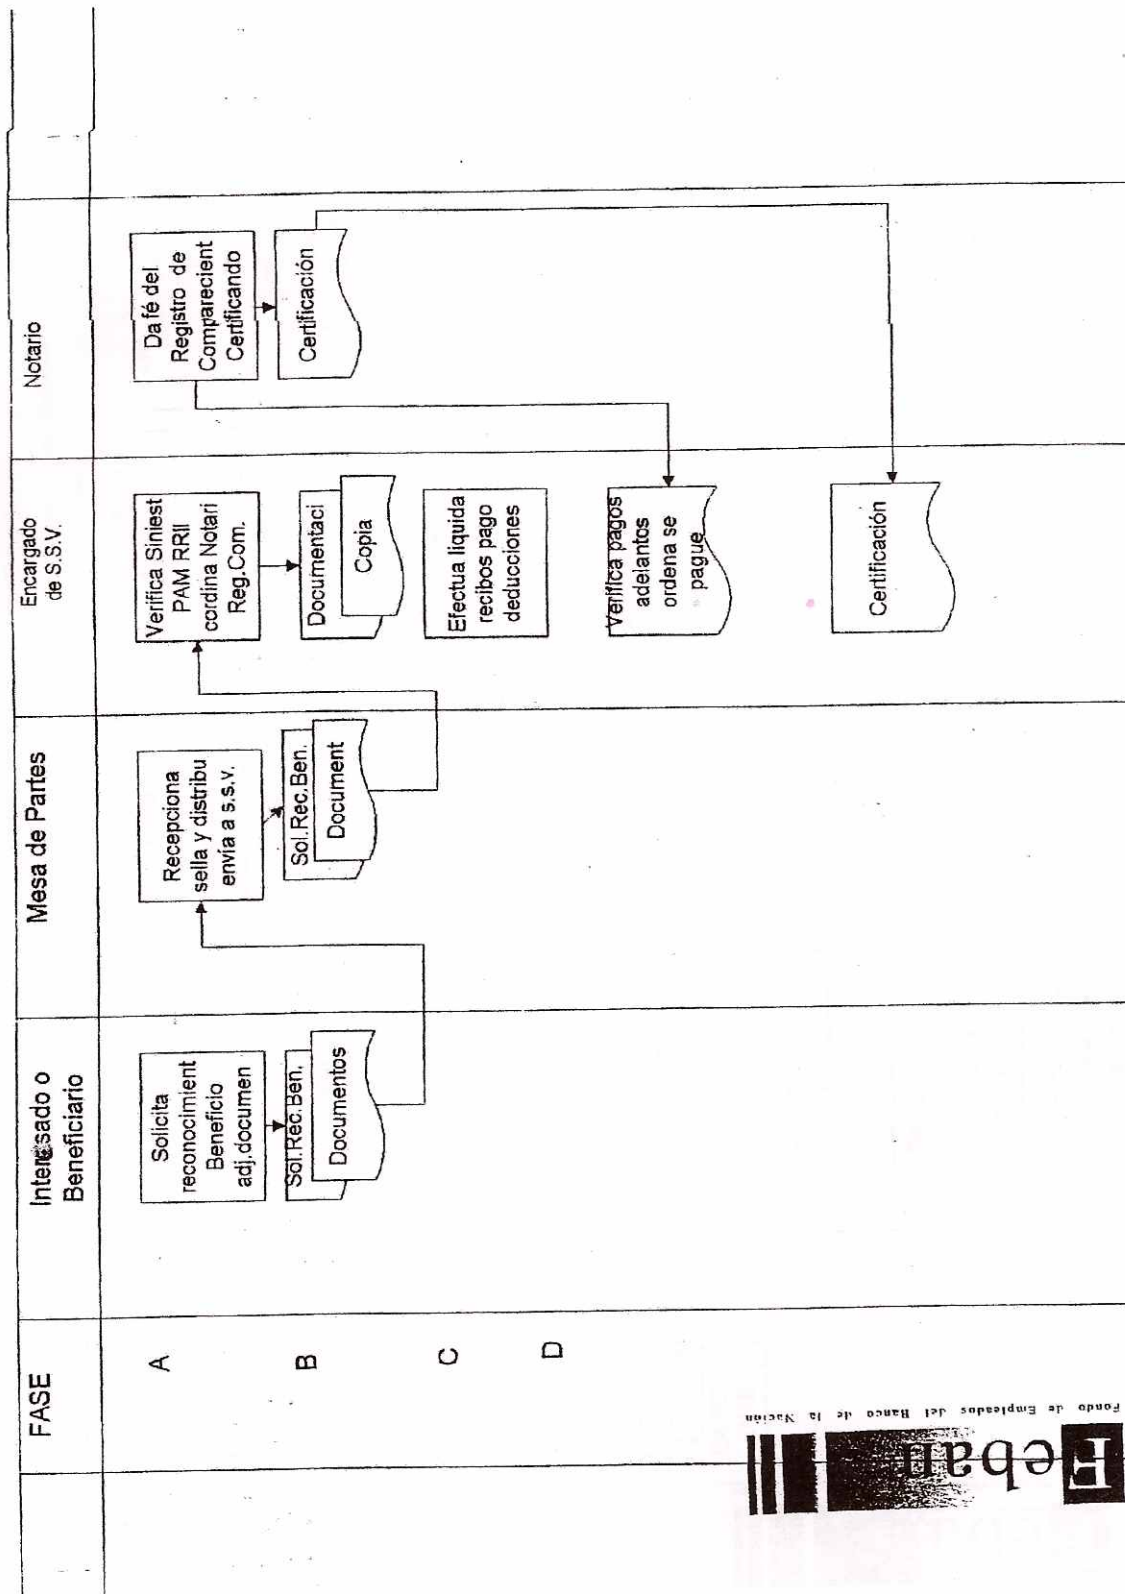 FASE
Interesado o
Beneficiario
Mesa de Partes
Encargado
de S.S.V.
Notario
A
B
C
D
Solicita
reconocimient
Beneficio
adj.documen
Sol.Rec.Ben.
Documentos
Recepciona
sella y distribu
envía a s.s.v.
Sol.Rec.Ben.
Document
Verifica Siniest
PAM RRII
cordina Notari
Reg.Com.
Documentaci
Copia
Efectua liquida
recibos pago
deducciones
Verifica pagos
adelantos
ordena se
pague
Certificación
Da fé del
Registro de
Comparecient
Certificando
Certificación
Feban
Fondo de Empleados del Banco de la Nación